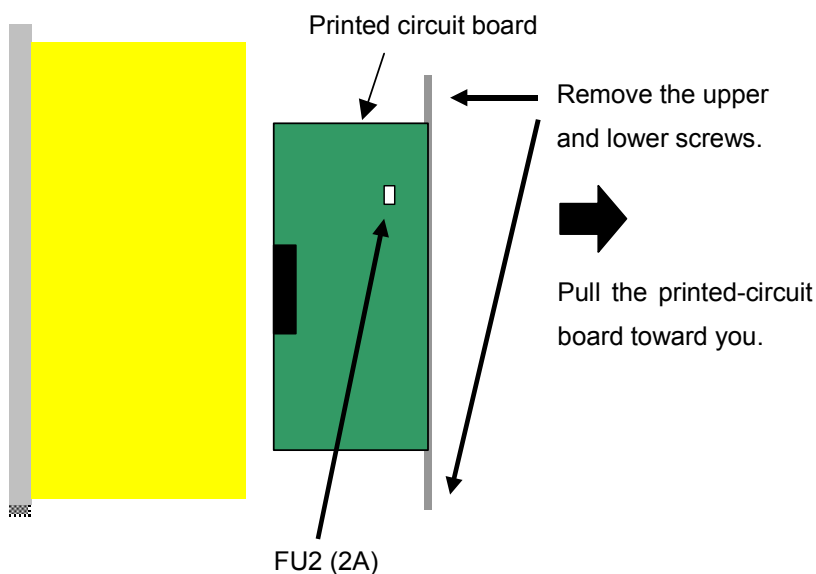 Printed circuit board
Remove the upper
and lower screws.
Pull the printed-circuit
board toward you.
FU2 (2A)